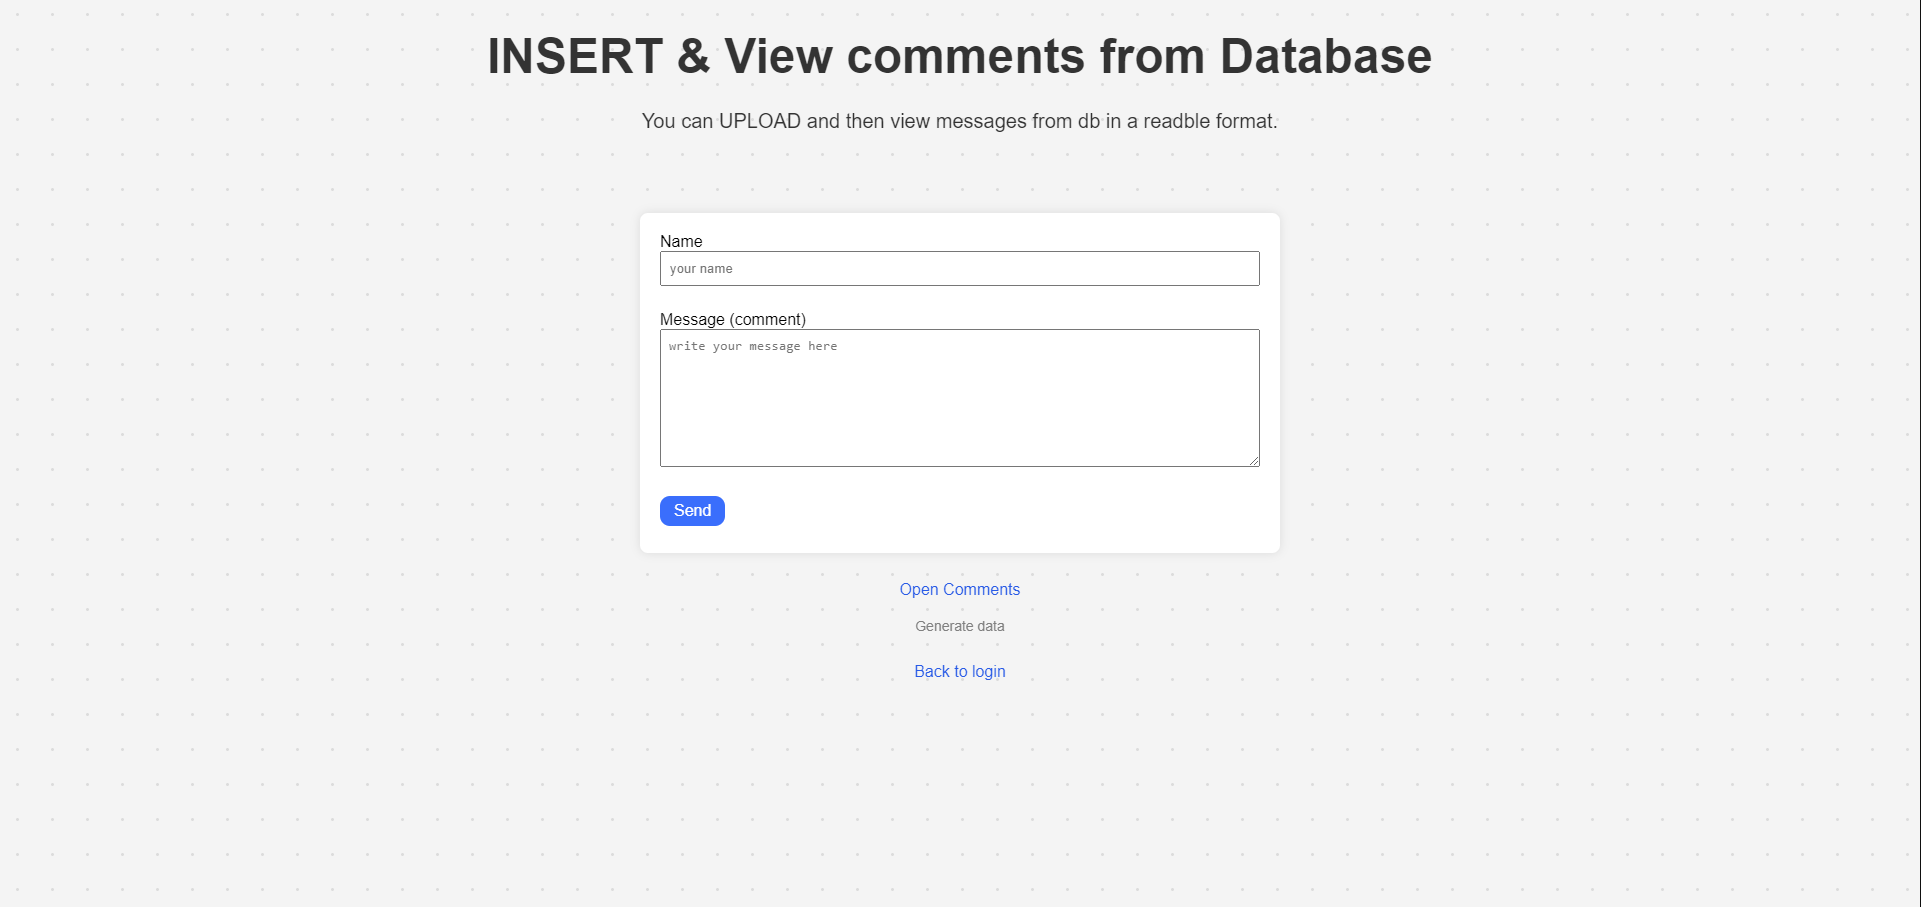 INSERT & View comments from Database
You can UPLOAD and then view messages from db in a readble format.
Name
your name
Message (comment)
write your message here
Send
Open Comments
Generate data
Back to login